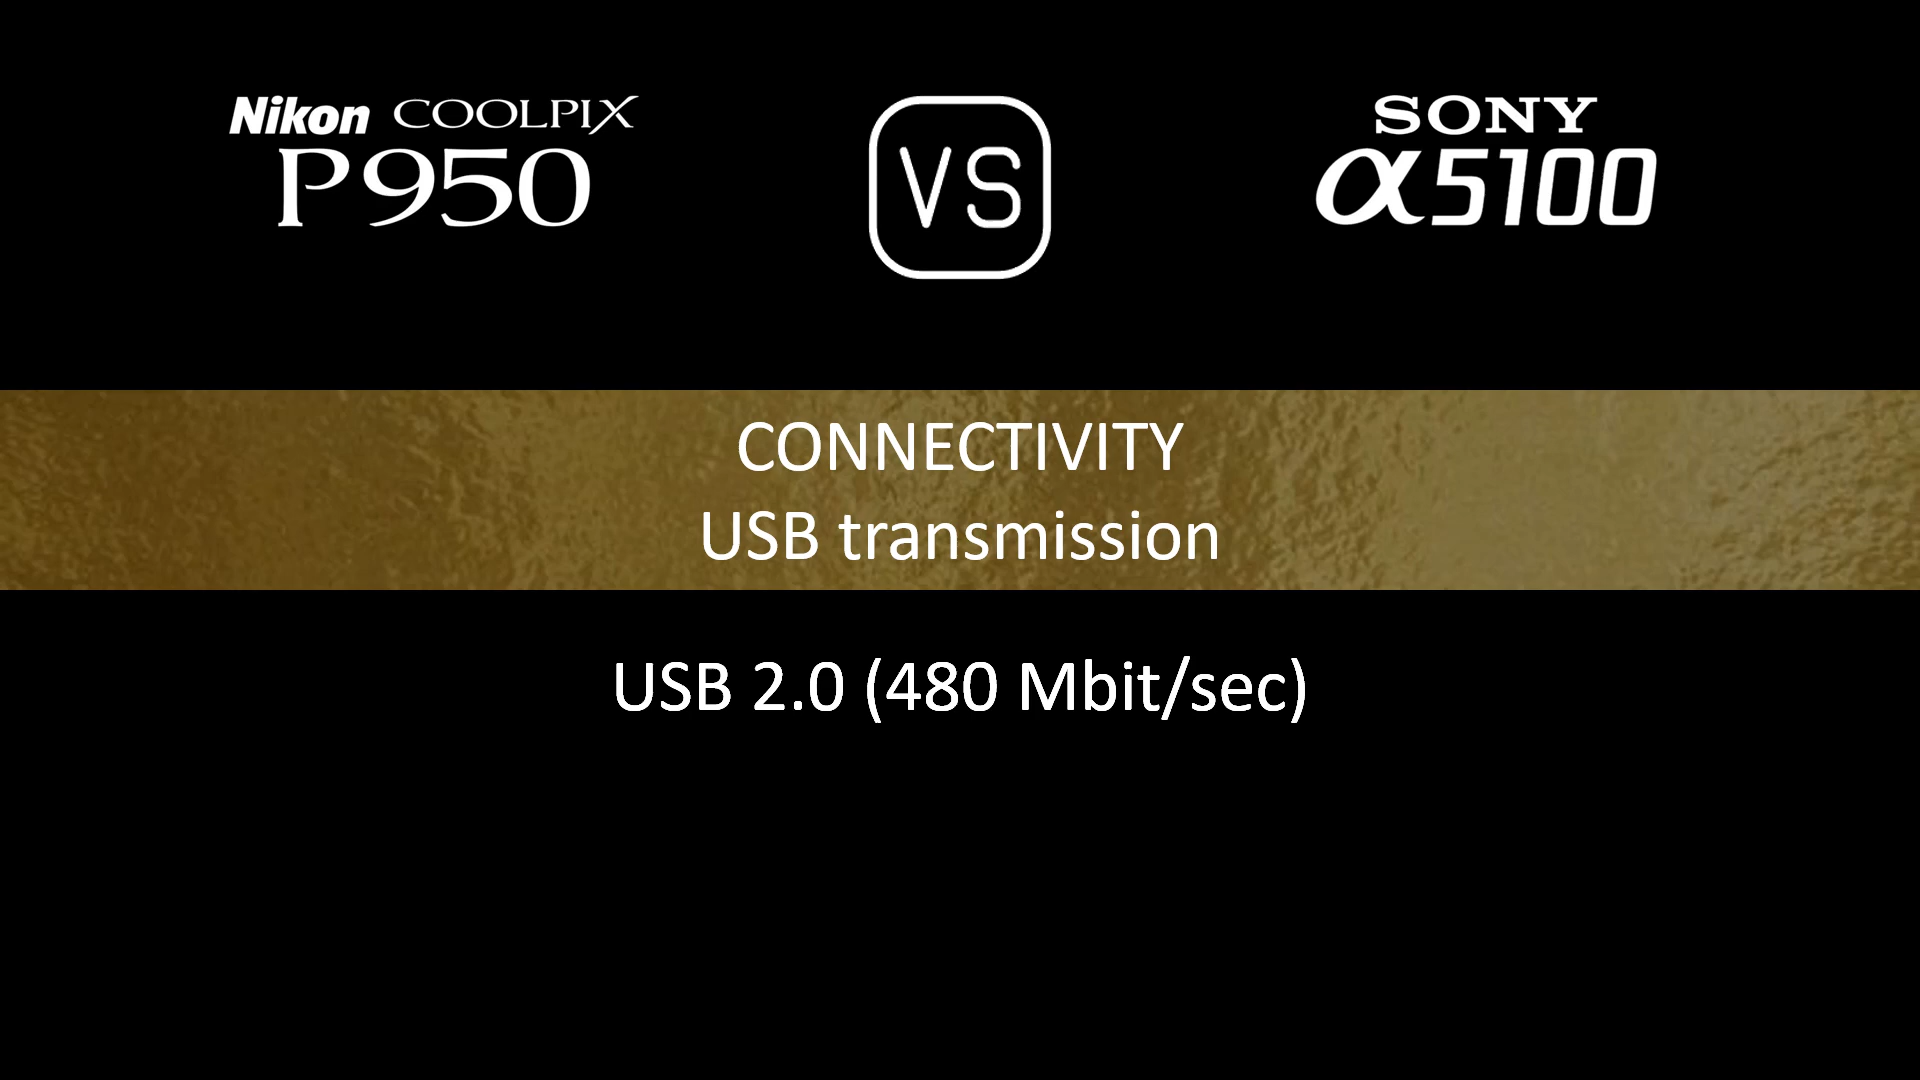 Nikon COOLPIX
P950
VS
SONY
α5100
CONNECTIVITY
USB transmission
USB 2.0 (480 Mbit/sec)